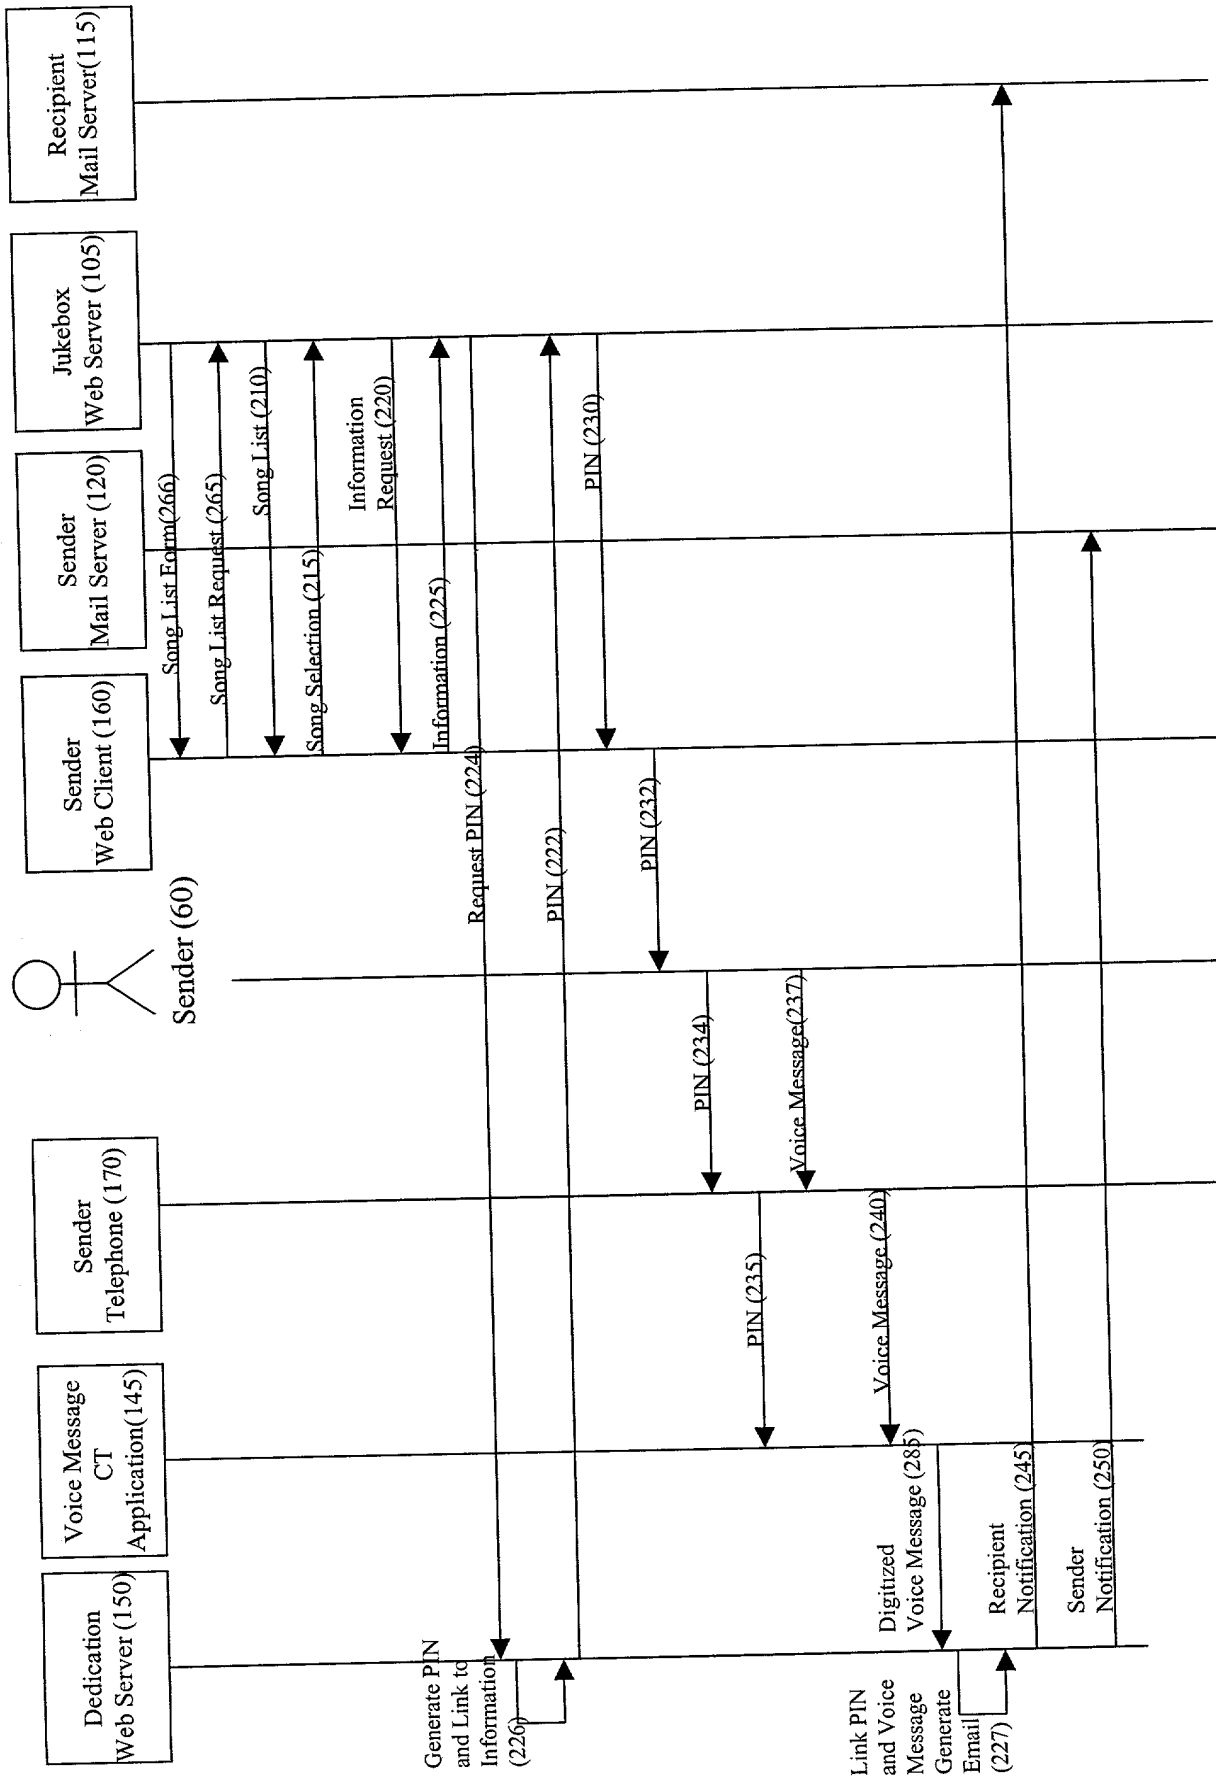 Dedication
Web Server (150)
Voice Message
CT
Application(145)
Sender
Telephone (170)
Sender (60)
Sender
Web Client (160)
Sender
Mail Server (120)
Jukebox
Web Server (105)
Recipient
Mail Server(115)
Song List Form(266)
Song List Request (265)
Song List (210)
Song Selection (215)
Information
Request (220)
Information (225)
Request PIN (224)
Generate PIN
and Link to
Information
(226)
PIN (222)
PIN (230)
PIN (232)
PIN (234)
PIN (235)
Voice Message(237)
Voice Message (240)
Digitized
Voice Message (285)
Link PIN
and Voice
Message
Generate
Email
(227)
Recipient
Notification (245)
Sender
Notification (250)